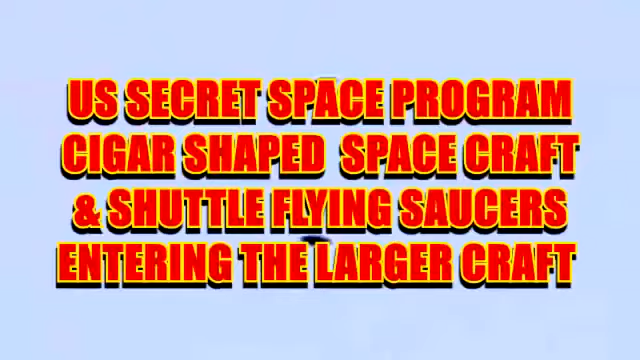 US SECRET SPACE PROGRAM
CIGAR SHAPED SPACE CRAFT
& SHUTTLE FLYING SAUCERS
ENTERING THE LARGER CRAFT